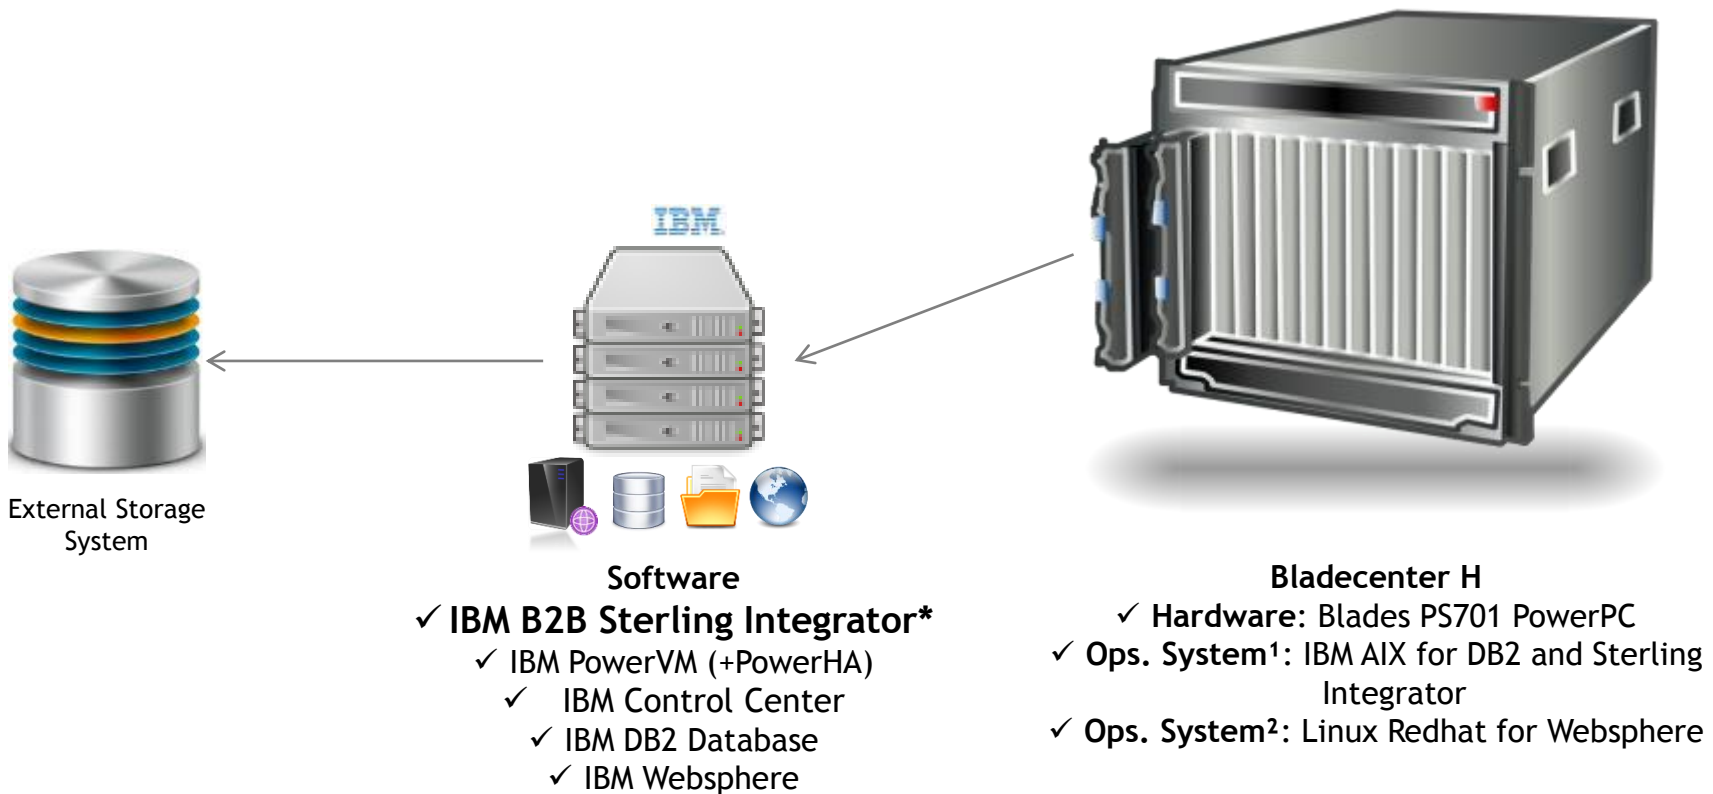 IBM
External Storage
System
Software
✓ IBM B2B Sterling Integrator*
✓ IBM PowerVM (+PowerHA)
✓ IBM Control Center
✓ IBM DB2 Database
✓ IBM Websphere
Bladecenter H
✓ Hardware: Blades PS701 PowerPC
✓ Ops. System¹: IBM AIX for DB2 and Sterling
Integrator
✓ Ops. System²: Linux Redhat for Websphere